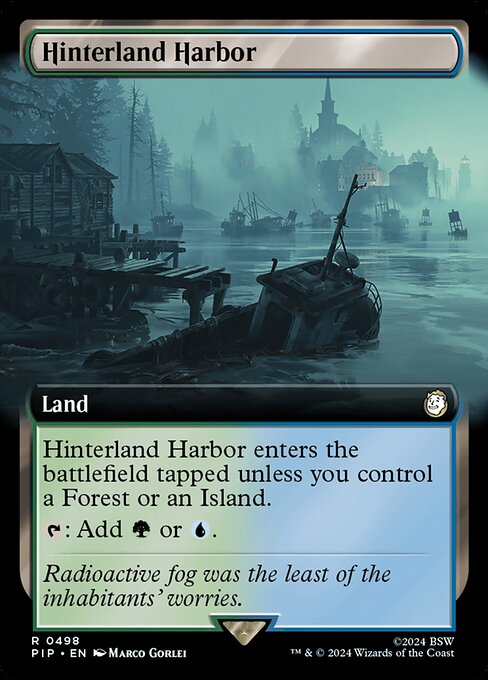 Hinterland Harbor
Land
Hinterland Harbor enters the
battlefield tapped unless you control
a Forest or an Island.
: Add or .
Radioactive fog was the least of the
inhabitants’ worries.
R 0498
PIP • EN Marco Gorlei
©2024 BSW
™ & © 2024 Wizards of the Coast